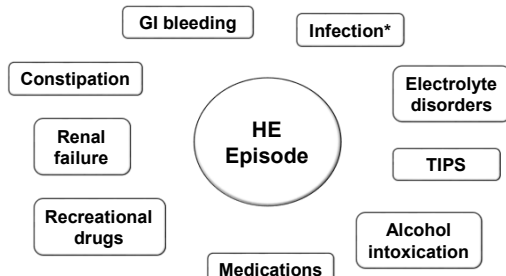 GI bleeding
Infection*
Constipation
Electrolyte
disorders
HE
Episode
Renal
failure
TIPS
Recreational
drugs
Alcohol
intoxication
Medications